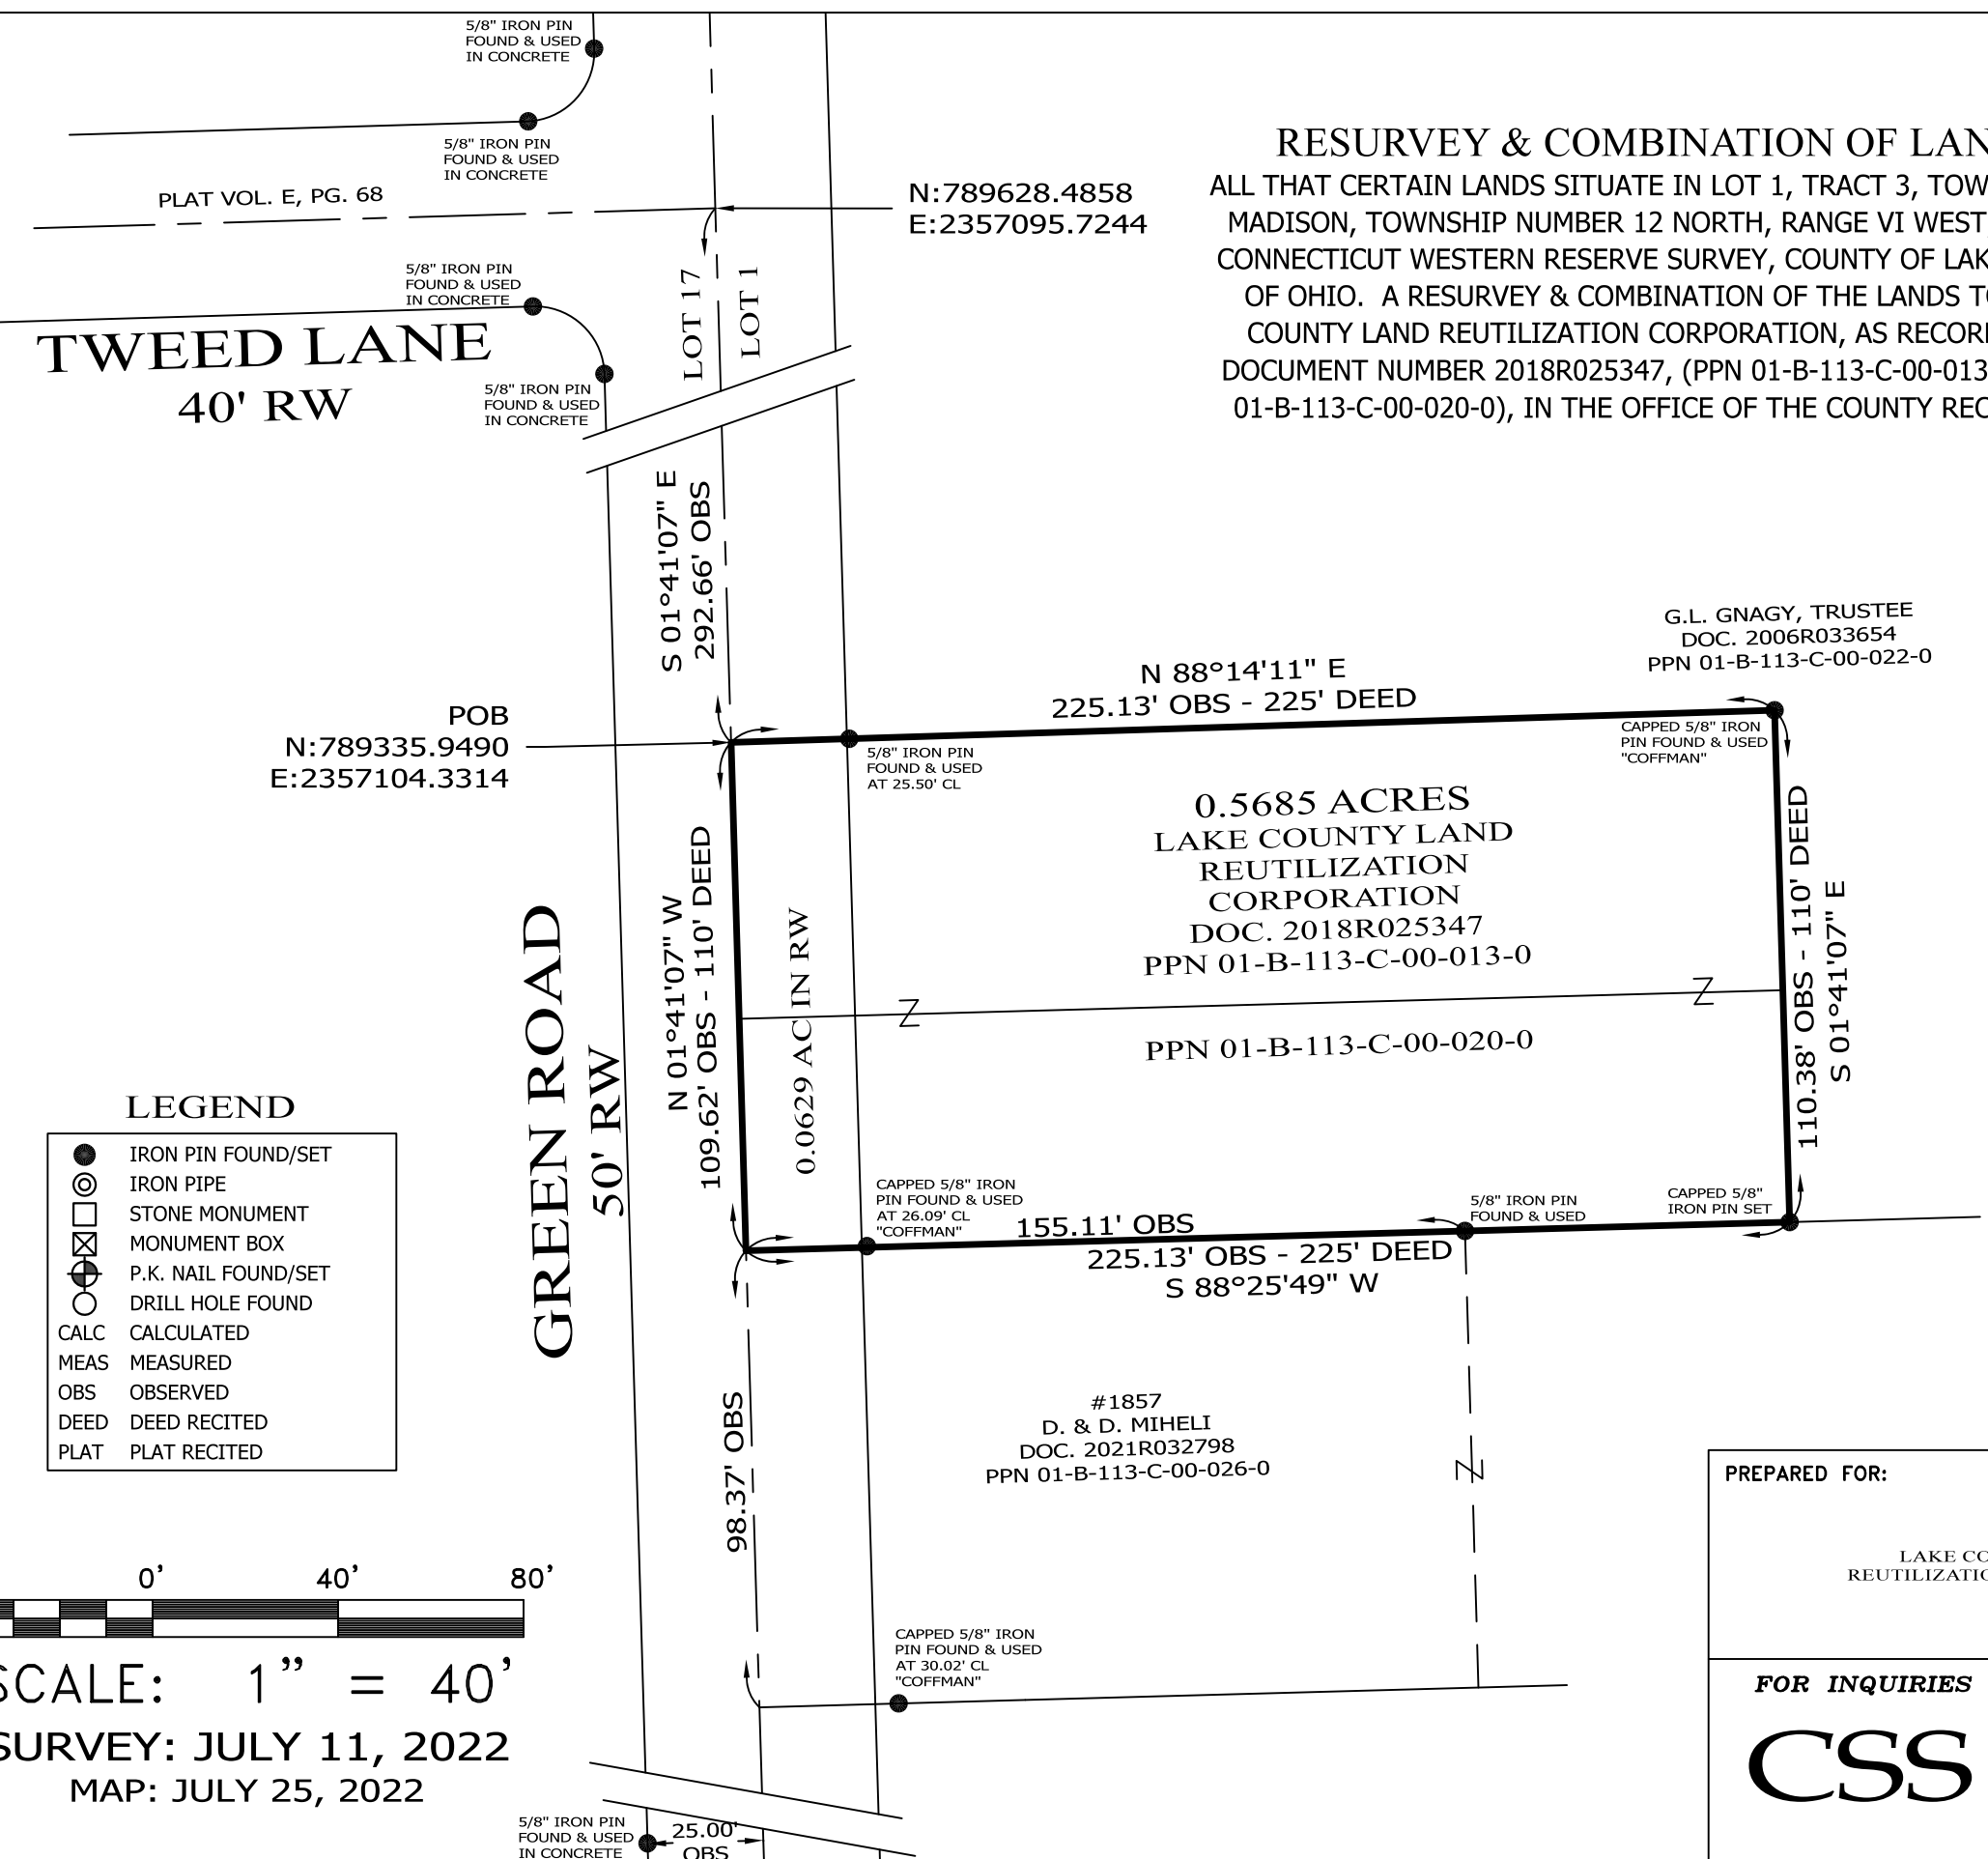 5/8" IRON PIN
FOUND & USED
IN CONCRETE
5/8" IRON PIN
FOUND & USED
IN CONCRETE
PLAT VOL. E, PG. 68
5/8" IRON PIN
FOUND & USED
IN CONCRETE
TWEED LANE
40' RW
5/8" IRON PIN
FOUND & USED
IN CONCRETE
LOT 17
LOT 1
N:789628.4858
E:2357095.7244
RESURVEY & COMBINATION OF LAN
ALL THAT CERTAIN LANDS SITUATE IN LOT 1, TRACT 3, TOW
MADISON, TOWNSHIP NUMBER 12 NORTH, RANGE VI WEST
CONNECTICUT WESTERN RESERVE SURVEY, COUNTY OF LAK
OF OHIO. A RESURVEY & COMBINATION OF THE LANDS TO
COUNTY LAND REUTILIZATION CORPORATION, AS RECOR
DOCUMENT NUMBER 2018R025347, (PPN 01-B-113-C-00-013
01-B-113-C-00-020-0), IN THE OFFICE OF THE COUNTY REC
S 01°41'07" E
292.66' OBS
POB
N:789335.9490
E:2357104.3314
N 88°14'11" E
225.13' OBS - 225' DEED
G.L. GNAGY, TRUSTEE
DOC. 2006R033654
PPN 01-B-113-C-00-022-0
5/8" IRON PIN
FOUND & USED
AT 25.50' CL
CAPPED 5/8" IRON
PIN FOUND & USED
"COFFMAN"
0.5685 ACRES
LAKE COUNTY LAND
REUTILIZATION
CORPORATION
DOC. 2018R025347
PPN 01-B-113-C-00-013-0
PPN 01-B-113-C-00-020-0
N 01°41'07" W
109.62' OBS - 110' DEED
0.0629 AC IN RW
110.38' OBS - 110' DEED
S 01°41'07" E
GREEN ROAD
50' RW
CAPPED 5/8" IRON
PIN FOUND & USED
AT 26.09' CL
"COFFMAN"
155.11' OBS
5/8" IRON PIN
FOUND & USED
CAPPED 5/8"
IRON PIN SET
225.13' OBS - 225' DEED
S 88°25'49" W
LEGEND
IRON PIN FOUND/SET
IRON PIPE
STONE MONUMENT
MONUMENT BOX
P.K. NAIL FOUND/SET
DRILL HOLE FOUND
CALC CALCULATED
MEAS MEASURED
OBS OBSERVED
DEED DEED RECITED
PLAT PLAT RECITED
98.37' OBS
#1857
D. & D. MIHELI
DOC. 2021R032798
PPN 01-B-113-C-00-026-0
0' 40' 80'
SCALE: 1" = 40'
SURVEY: JULY 11, 2022
MAP: JULY 25, 2022
CAPPED 5/8" IRON
PIN FOUND & USED
AT 30.02' CL
"COFFMAN"
5/8" IRON PIN
FOUND & USED
IN CONCRETE
25.00'
OBS
PREPARED FOR:
LAKE CO
REUTILIZATIO
FOR INQUIRIES
CSS